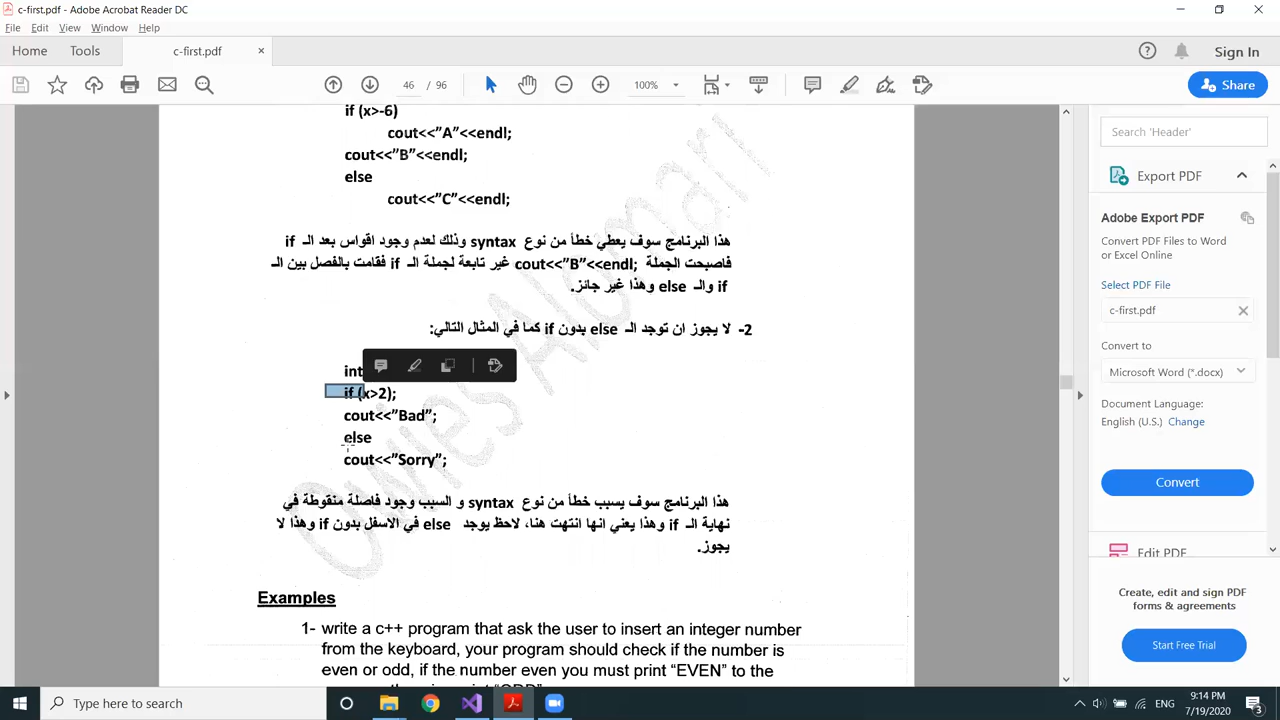 c-first.pdf - Adobe Acrobat Reader DC
File Edit View Window Help
Home Tools c-first.pdf × Sign In
46 / 96 100% Share
if (x>-6)
cout<<”A”<<endl;
cout<<”B”<<endl;
else
cout<<”C”<<endl;
هذا البرنامج سوف يعطي خطأ من نوع syntax وذلك لعدم وجود اقواس بعد الـ if
فاصبحت الجملة cout<<”B”<<endl; غير تابعة لجملة الـ if فقامت بالفصل بين الـ
if والـ else وهذا غير جائز.
2- لا يجوز ان توجد الـ else بدون if كما في المثال التالي:
int
if (x>2);
cout<<”Bad”;
else
cout<<”Sorry”;
هذا البرنامج سوف يسبب خطأ من نوع syntax و السبب وجود فاصلة منقوطة في
نهاية الـ if وهذا يعني انها انتهت هنا، لاحظ يوجد else في الاسفل بدون if وهذا لا
يجوز.
Examples
1- write a c++ program that ask the user to insert an integer number
from the keyboard, your program should check if the number is
even or odd, if the number even you must print “EVEN” to the
Owies Alomari
Search 'Header'
Export PDF
Adobe Export PDF
Convert PDF Files to Word
or Excel Online
Select PDF File
c-first.pdf
Convert to
Microsoft Word (*.docx)
Document Language:
English (U.S.) Change
Convert
Edit PDF
Create, edit and sign PDF
forms & agreements
Start Free Trial
Type here to search
ENG
9:14 PM
7/19/2020
3